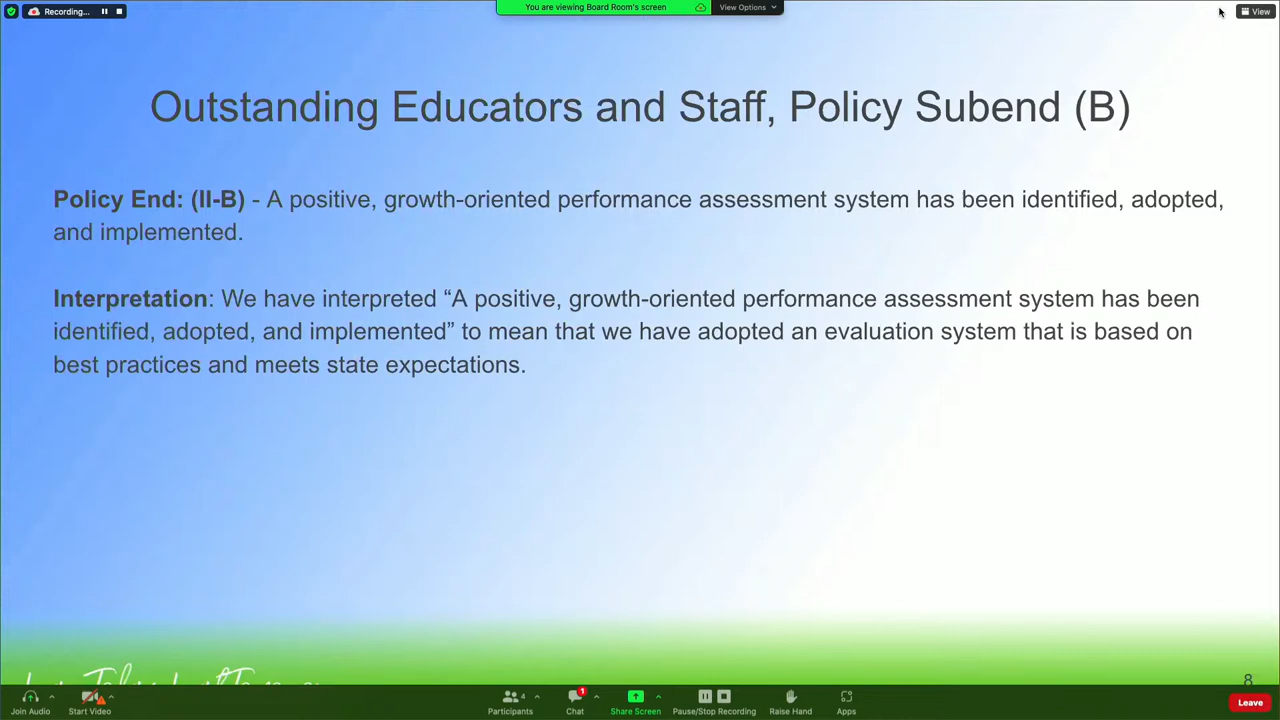 Recording...
You are viewing Board Room's screen
View Options
View
Outstanding Educators and Staff, Policy Subend (B)
Policy End: (II-B) - A positive, growth-oriented performance assessment system has been identified, adopted,
and implemented.
Interpretation: We have interpreted “A positive, growth-oriented performance assessment system has been
identified, adopted, and implemented” to mean that we have adopted an evaluation system that is based on
best practices and meets state expectations.
8
4
1
Join Audio
Start Video
Participants
Chat
Share Screen
Pause/Stop Recording
Raise Hand
Apps
Leave